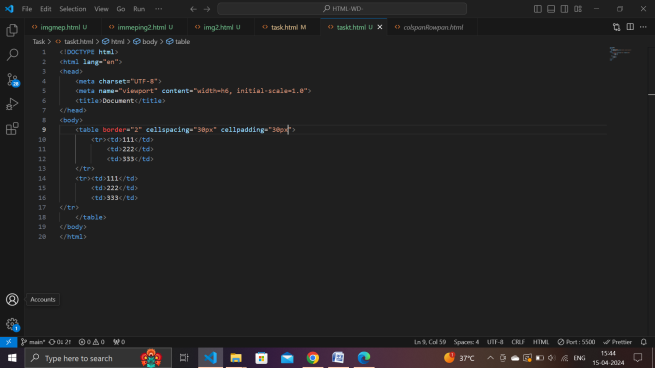 File Edit Selection View Go Run ··· HTML-WD-
imgmep.html U immeping2.html U img2.html U task.html M taskt.html U colspanRowpan.html
Task > taskt.html > html > body > table
1 <!DOCTYPE html>
2 <html lang="en">
3 <head>
4 <meta charset="UTF-8">
5 <meta name="viewport" content="width=h6, initial-scale=1.0">
6 <title>Document</title>
7 </head>
8 <body>
9 <table border="2" cellspacing="30px" cellpadding="30px">
10 <tr><td>111</td>
11 <td>222</td>
12 <td>333</td>
13 </tr>
14 <tr><td>111</td>
15 <td>222</td>
16 <td>333</td>
17 </tr>
18 </table>
19 </body>
20 </html>
Accounts
main* 0↓ 2↑ 0 0 0 Ln 9, Col 59 Spaces: 4 UTF-8 CRLF HTML Port : 5500 Prettier
Type here to search 37°C ENG 15:44
15-04-2024